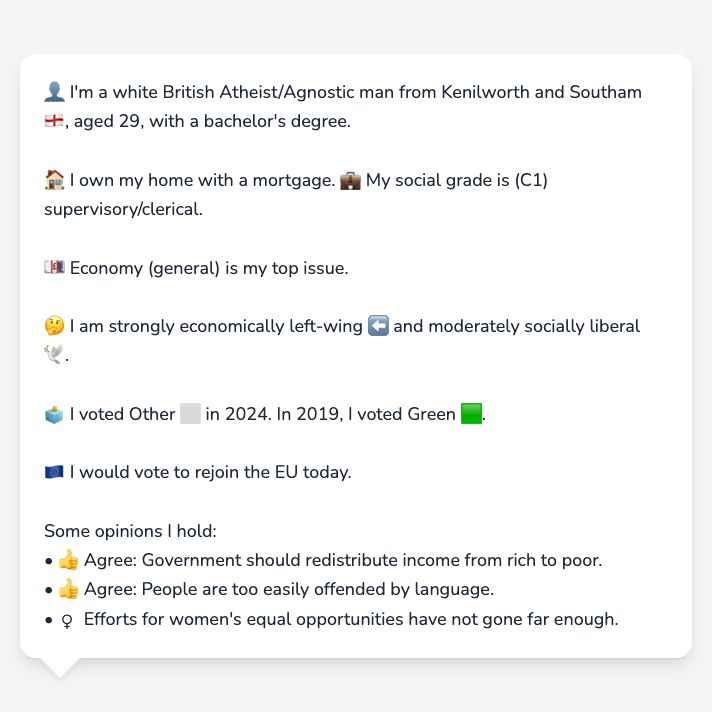 👤 I'm a white British Atheist/Agnostic man from Kenilworth and Southam
🏴󠁧󠁢󠁥󠁮󠁧󠁿, aged 29, with a bachelor's degree.
🏠 I own my home with a mortgage. 💼 My social grade is (C1)
supervisory/clerical.
💷 Economy (general) is my top issue.
🤔 I am strongly economically left-wing ⬅️ and moderately socially liberal
🕊️.
🗳️ I voted Other ⬜ in 2024. In 2019, I voted Green 🟩.
🇪🇺 I would vote to rejoin the EU today.
Some opinions I hold:
• 👍 Agree: Government should redistribute income from rich to poor.
• 👍 Agree: People are too easily offended by language.
• ♀ Efforts for women's equal opportunities have not gone far enough.